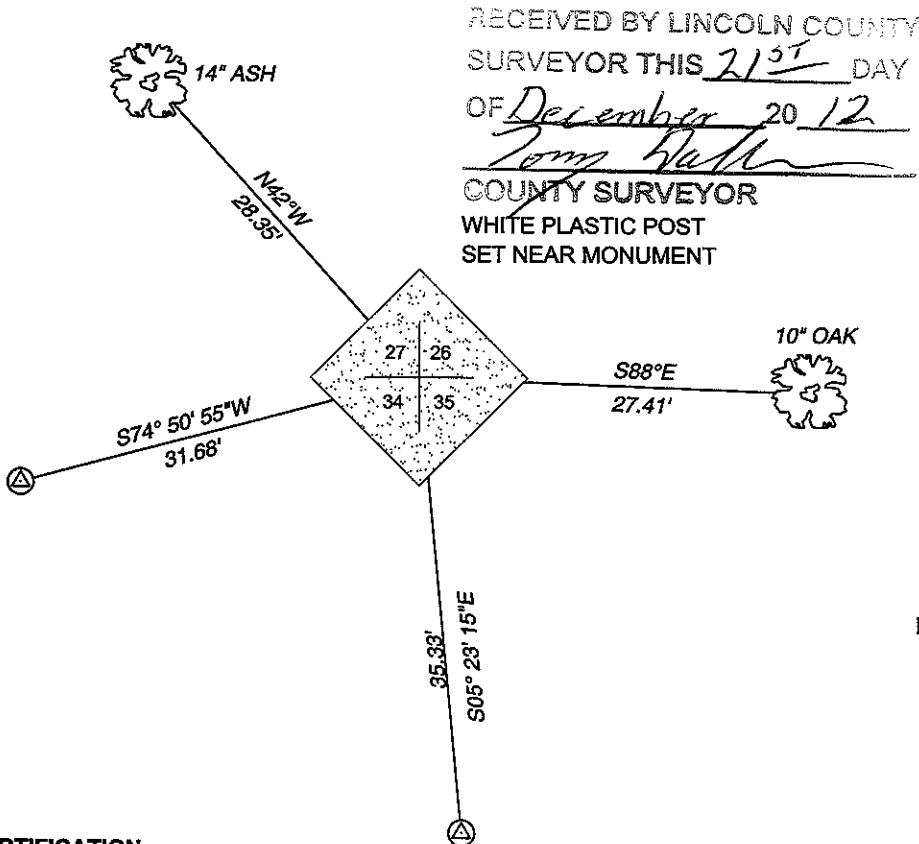 RECEIVED BY LINCOLN COUNTY
SURVEYOR THIS 21ST DAY
OF December 20 12
Tony
COUNTY SURVEYOR
WHITE PLASTIC POST
SET NEAR MONUMENT
14" ASH
N42°W
28.35'
27 26
34 35
10" OAK
S88°E
27.41'
S74° 50' 55"W
31.68'
35.33'
S05° 23' 15"E